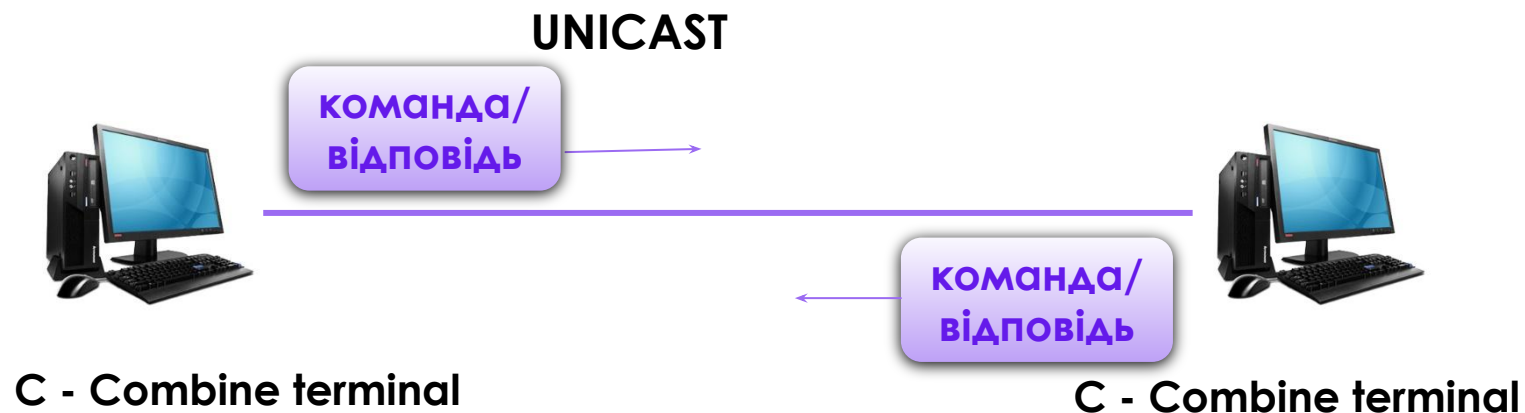 UNICAST
команда/
відповідь
команда/
відповідь
C - Combine terminal
C - Combine terminal